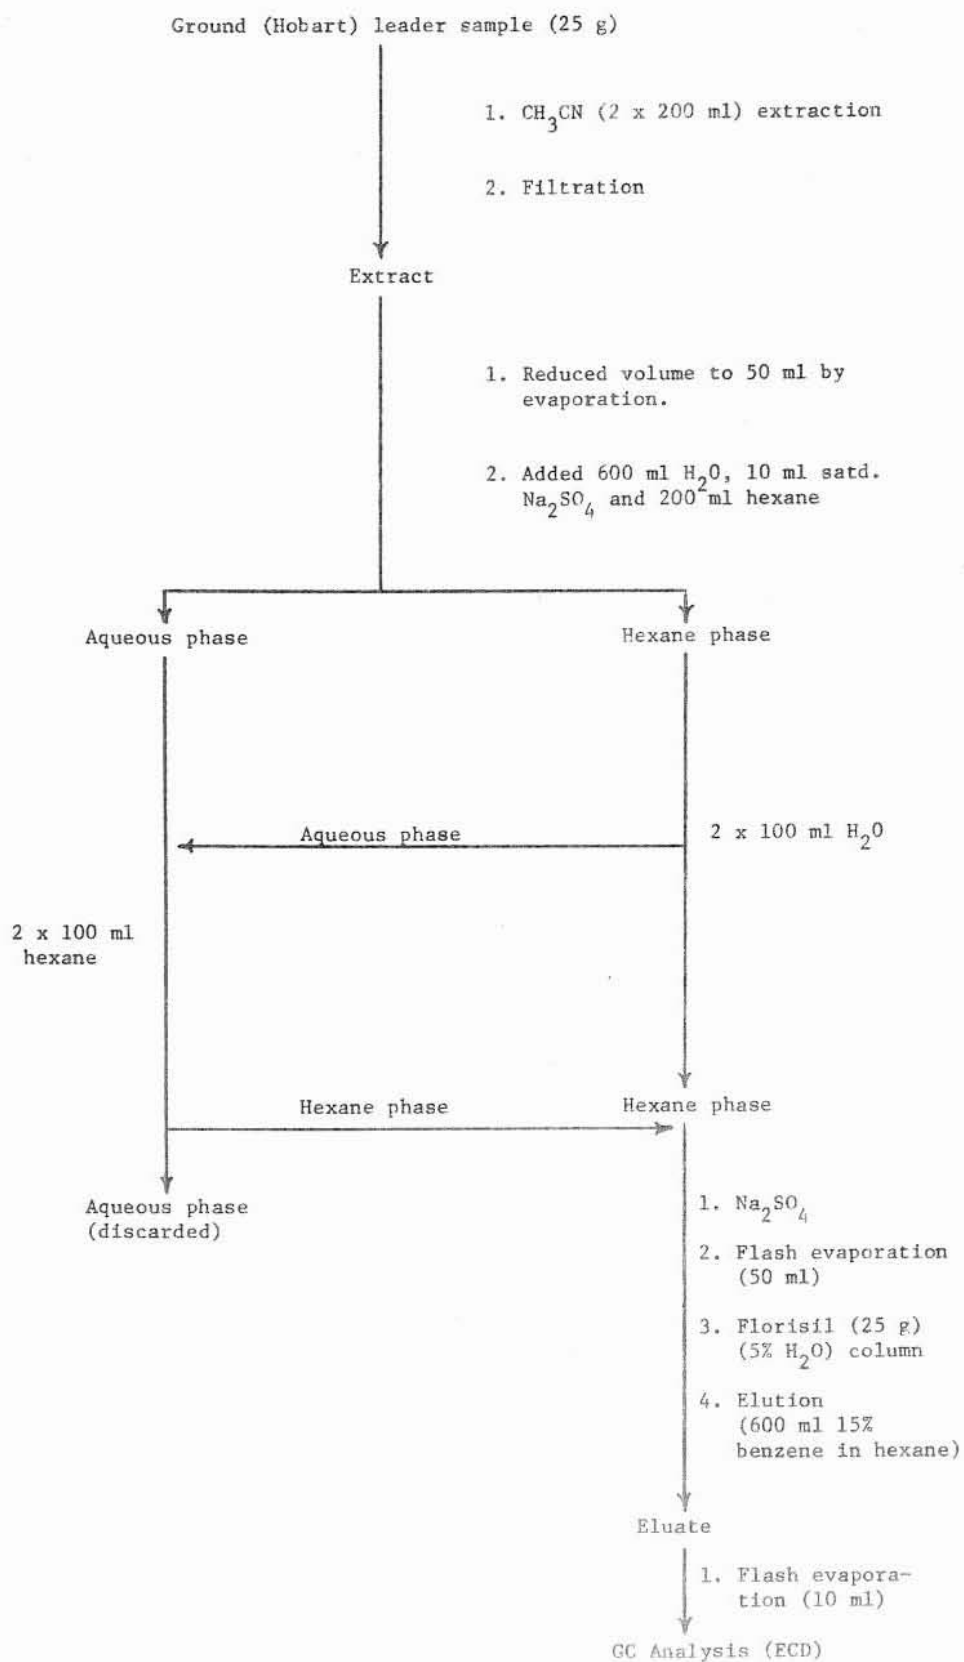 Ground (Hobart) leader sample (25 g)
1. CH3CN (2 x 200 ml) extraction
2. Filtration
Extract
1. Reduced volume to 50 ml by
evaporation.
2. Added 600 ml H2O, 10 ml satd.
Na2SO4 and 200 ml hexane
Aqueous phase
Hexane phase
Aqueous phase
2 x 100 ml H2O
2 x 100 ml
hexane
Hexane phase
Hexane phase
Aqueous phase
(discarded)
1. Na2SO4
2. Flash evaporation
(50 ml)
3. Florisil (25 g)
(5% H2O) column
4. Elution
(600 ml 15%
benzene in hexane)
Eluate
1. Flash evapora-
tion (10 ml)
GC Analysis (ECD)